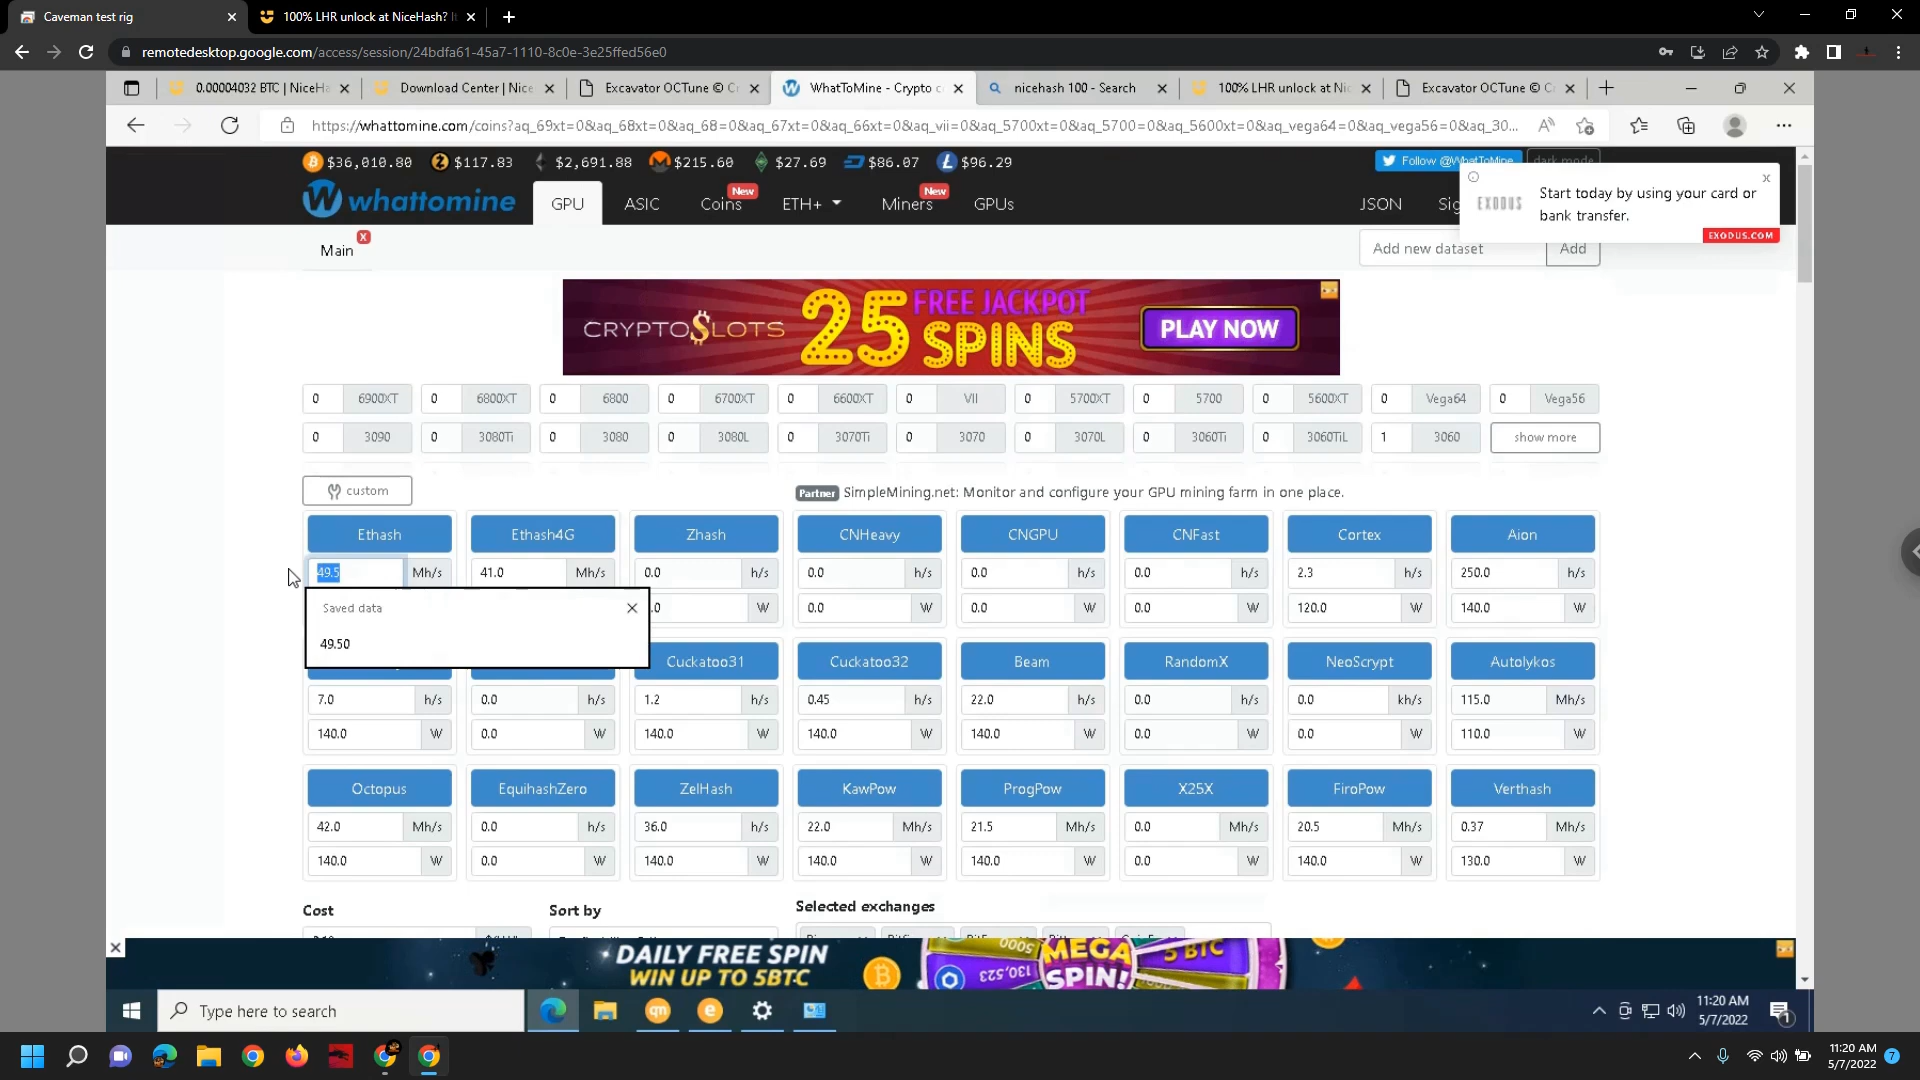 Caveman test rig
100% LHR unlock at NiceHash?
remotedesktop.google.com/access/session/24bdfa61-45a7-1110-8c0e-3e25ffed56e0
0.00004032 BTC | NiceHa
Download Center | Nice
Excavator OCTune ©
WhatToMine - Crypto
nicehash 100 - Search
100% LHR unlock at Nic
Excavator OCTune ©
https://whattomine.com/coins?aq_69xt=0&aq_68xt=0&aq_68=0&aq_67xt=0&aq_66xt=0&aq_vii=0&aq_5700xt=0&aq_5700=0&aq_5600xt=0&aq_vega64=0&aq_vega56=0&aq_30...
$36,010.80 $117.83 $2,691.88 $215.60 $27.69 $86.07 $96.29
Follow @WhatToMine dark mode
whattomine
GPU ASIC Coins New ETH+ Miners New GPUs
JSON Sig
EXODUS
Start today by using your card or
bank transfer.
EXODUS.COM
Main x
Add new dataset Add
CRYPTO$LOTS 25 FREE JACKPOT SPINS PLAY NOW
0 6900XT 0 6800XT 0 6800 0 6700XT 0 6600XT 0 VII 0 5700XT 0 5700 0 5600XT 0 Vega64 0 Vega56
0 3090 0 3080Ti 0 3080 0 3080L 0 3070Ti 0 3070 0 3070L 0 3060Ti 0 3060TiL 1 3060 show more
custom
Partner SimpleMining.net: Monitor and configure your GPU mining farm in one place.
Ethash Ethash4G Zhash CNHeavy CNGPU CNFast Cortex Aion
49.5 Mh/s 41.0 Mh/s 0.0 h/s 0.0 h/s 0.0 h/s 0.0 h/s 2.3 h/s 250.0 h/s
Saved data
.0 W 0.0 W 0.0 W 0.0 W 120.0 W 140.0 W
49.50
Cuckatoo31 Cuckatoo32 Beam RandomX NeoScrypt Autolykos
7.0 h/s 0.0 h/s 1.2 h/s 0.45 h/s 22.0 h/s 0.0 h/s 0.0 kh/s 115.0 Mh/s
140.0 W 0.0 W 140.0 W 140.0 W 140.0 W 0.0 W 0.0 W 110.0 W
Octopus EquihashZero ZelHash KawPow ProgPow X25X FiroPow Verthash
42.0 Mh/s 0.0 h/s 36.0 h/s 22.0 Mh/s 21.5 Mh/s 0.0 Mh/s 20.5 Mh/s 0.37 Mh/s
140.0 W 0.0 W 140.0 W 140.0 W 140.0 W 0.0 W 140.0 W 130.0 W
Cost Sort by Selected exchanges
DAILY FREE SPIN
WIN UP TO 5BTC
MEGA
SPIN!
5 BTC
Type here to search
11:20 AM
5/7/2022
1
11:20 AM
5/7/2022
7